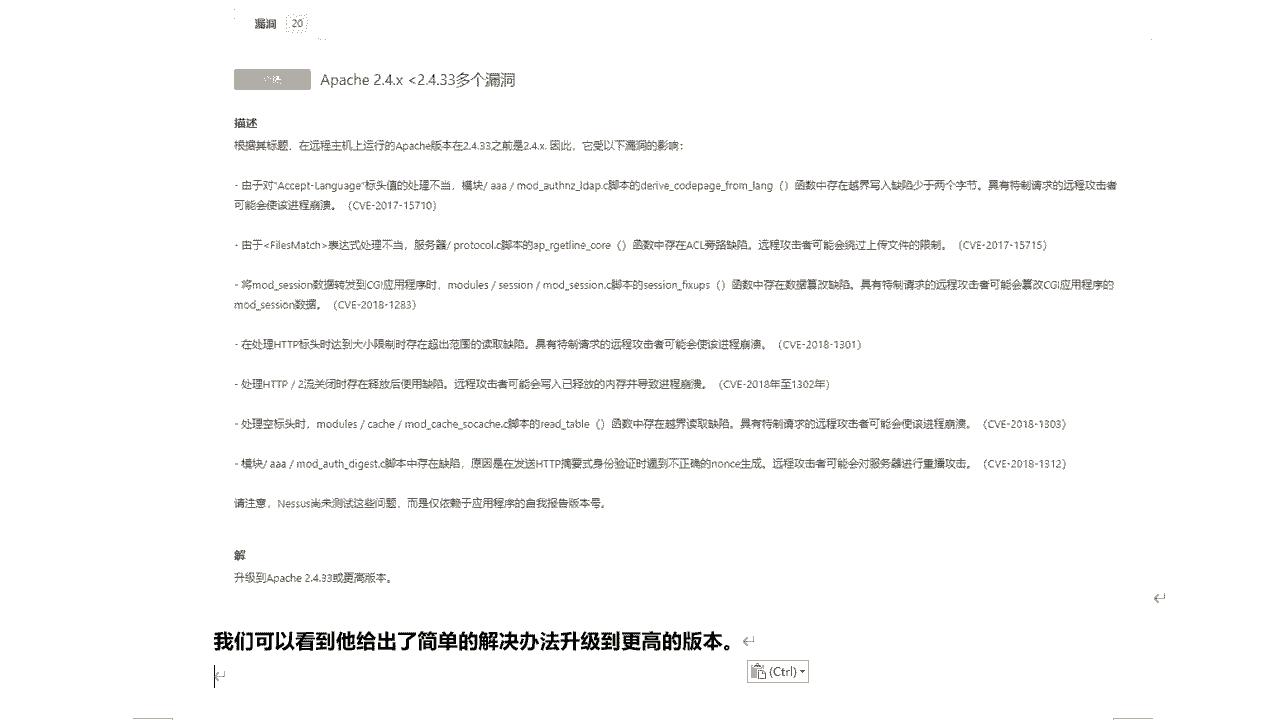 漏洞 20
Apache 2.4.x <2.4.33多个漏洞
描述
根据其标题，在远程主机上运行的Apache版本在2.4.33之前是2.4.x. 因此，它受以下漏洞的影响：
- 由于对"Accept-Language"标头值的处理不当，模块/ aaa / mod_authnz_ldap.c脚本的derive_codepage_from_lang（）函数中存在越界写入缺陷少于两个字节。具有特制请求的远程攻击者
可能会使该进程崩溃。（CVE-2017-15710）
- 由于<FilesMatch>表达式处理不当，服务器/ protocol.c脚本的ap_rgetline_core（）函数中存在ACL旁路缺陷。远程攻击者可能会绕过上传文件的限制。（CVE-2017-15715）
- 将mod_session数据转发到CGI应用程序时，modules / session / mod_session.c脚本的session_fixups（）函数中存在数据篡改缺陷。具有特制请求的远程攻击者可能会篡改CGI应用程序的
mod_session数据。（CVE-2018-1283）
- 在处理HTTP标头时达到大小限制时存在超出范围的读取缺陷。具有特制请求的远程攻击者可能会使该进程崩溃。（CVE-2018-1301）
- 处理HTTP / 2流关闭时存在释放后使用缺陷。远程攻击者可能会写入已释放的内存并导致进程崩溃。（CVE-2018年至1302年）
- 处理空标头时，modules / cache / mod_cache_socache.c脚本的read_table（）函数中存在越界读取缺陷。具有特制请求的远程攻击者可能会使该进程崩溃。（CVE-2018-1303）
- 模块/ aaa / mod_auth_digest.c脚本中存在缺陷，原因是在发送HTTP摘要式身份验证时遇到不正确的nonce生成。远程攻击者可能会对服务器进行重播攻击。（CVE-2018-1312）
请注意，Nessus尚未测试这些问题，而是仅依赖于应用程序的自我报告版本号。
解
升级到Apache 2.4.33或更高版本。
我们可以看到他给出了简单的解决办法升级到更高的版本。
(Ctrl)